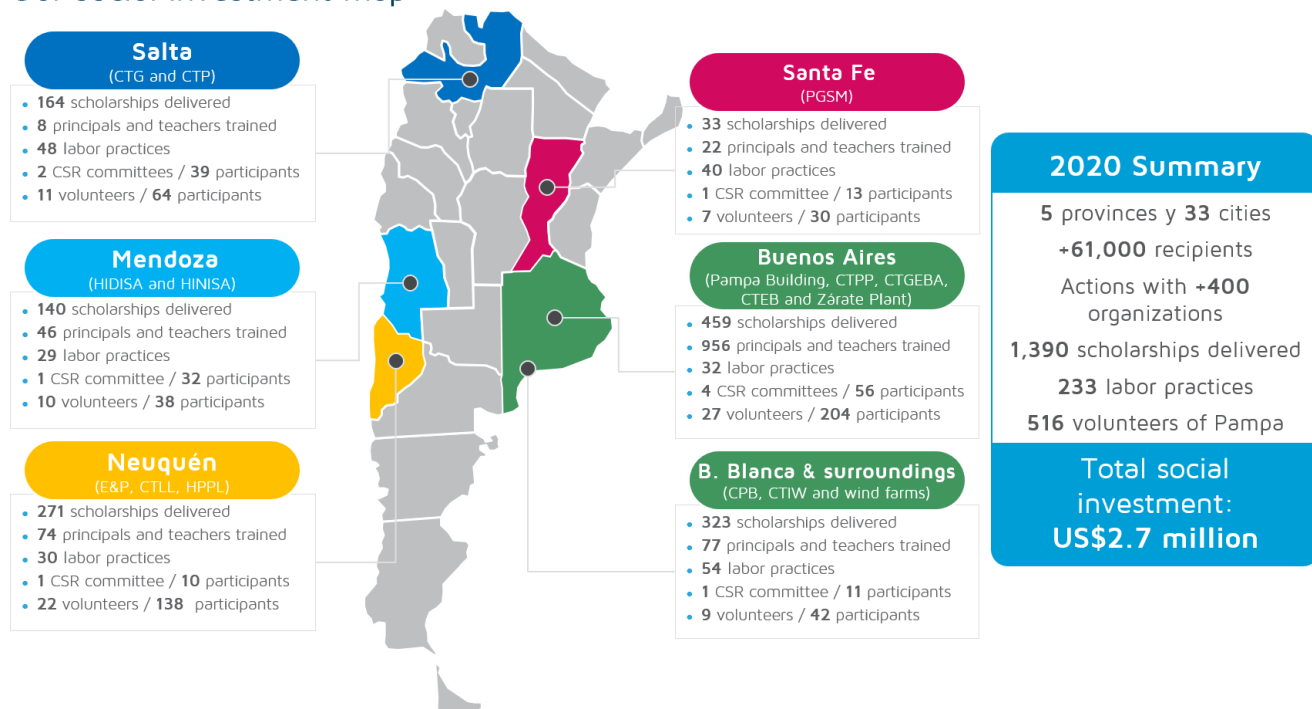 Our social investment map
Salta
(CTG and CTP)
• 164 scholarships delivered
• 8 principals and teachers trained
• 48 labor practices
• 2 CSR committees / 39 participants
• 11 volunteers / 64 participants
Mendoza
(HIDISA and HINISA)
• 140 scholarships delivered
• 46 principals and teachers trained
• 29 labor practices
• 1 CSR committee / 32 participants
• 10 volunteers / 38 participants
Neuquén
(E&P, CTLL, HPPL)
• 271 scholarships delivered
• 74 principals and teachers trained
• 30 labor practices
• 1 CSR committee / 10 participants
• 22 volunteers / 138 participants
Santa Fe
(PGSM)
• 33 scholarships delivered
• 22 principals and teachers trained
• 40 labor practices
• 1 CSR committee / 13 participants
• 7 volunteers / 30 participants
Buenos Aires
(Pampa Building, CTPP, CTGEBA,
CTEB and Zárate Plant)
• 459 scholarships delivered
• 956 principals and teachers trained
• 32 labor practices
• 4 CSR committees / 56 participants
• 27 volunteers / 204 participants
B. Blanca & surroundings
(CPB, CTIW and wind farms)
• 323 scholarships delivered
• 77 principals and teachers trained
• 54 labor practices
• 1 CSR committee / 11 participants
• 9 volunteers / 42 participants
2020 Summary
5 provinces y 33 cities
+61,000 recipients
Actions with +400
organizations
1,390 scholarships delivered
233 labor practices
516 volunteers of Pampa
Total social
investment:
US$2.7 million